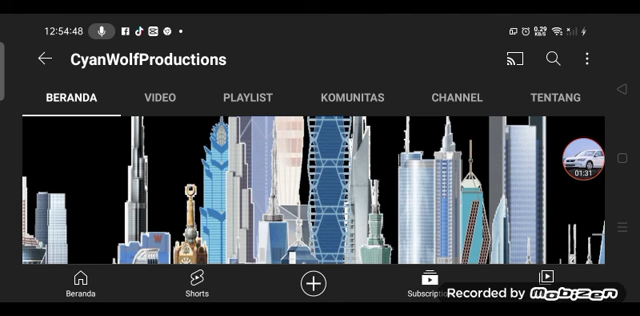 12:54:48
0.29
KB/S
CyanWolfProductions
BERANDA VIDEO PLAYLIST KOMUNITAS CHANNEL TENTANG
W
01:31
Beranda Shorts Subscriptio
Recorded by MOBIZEN